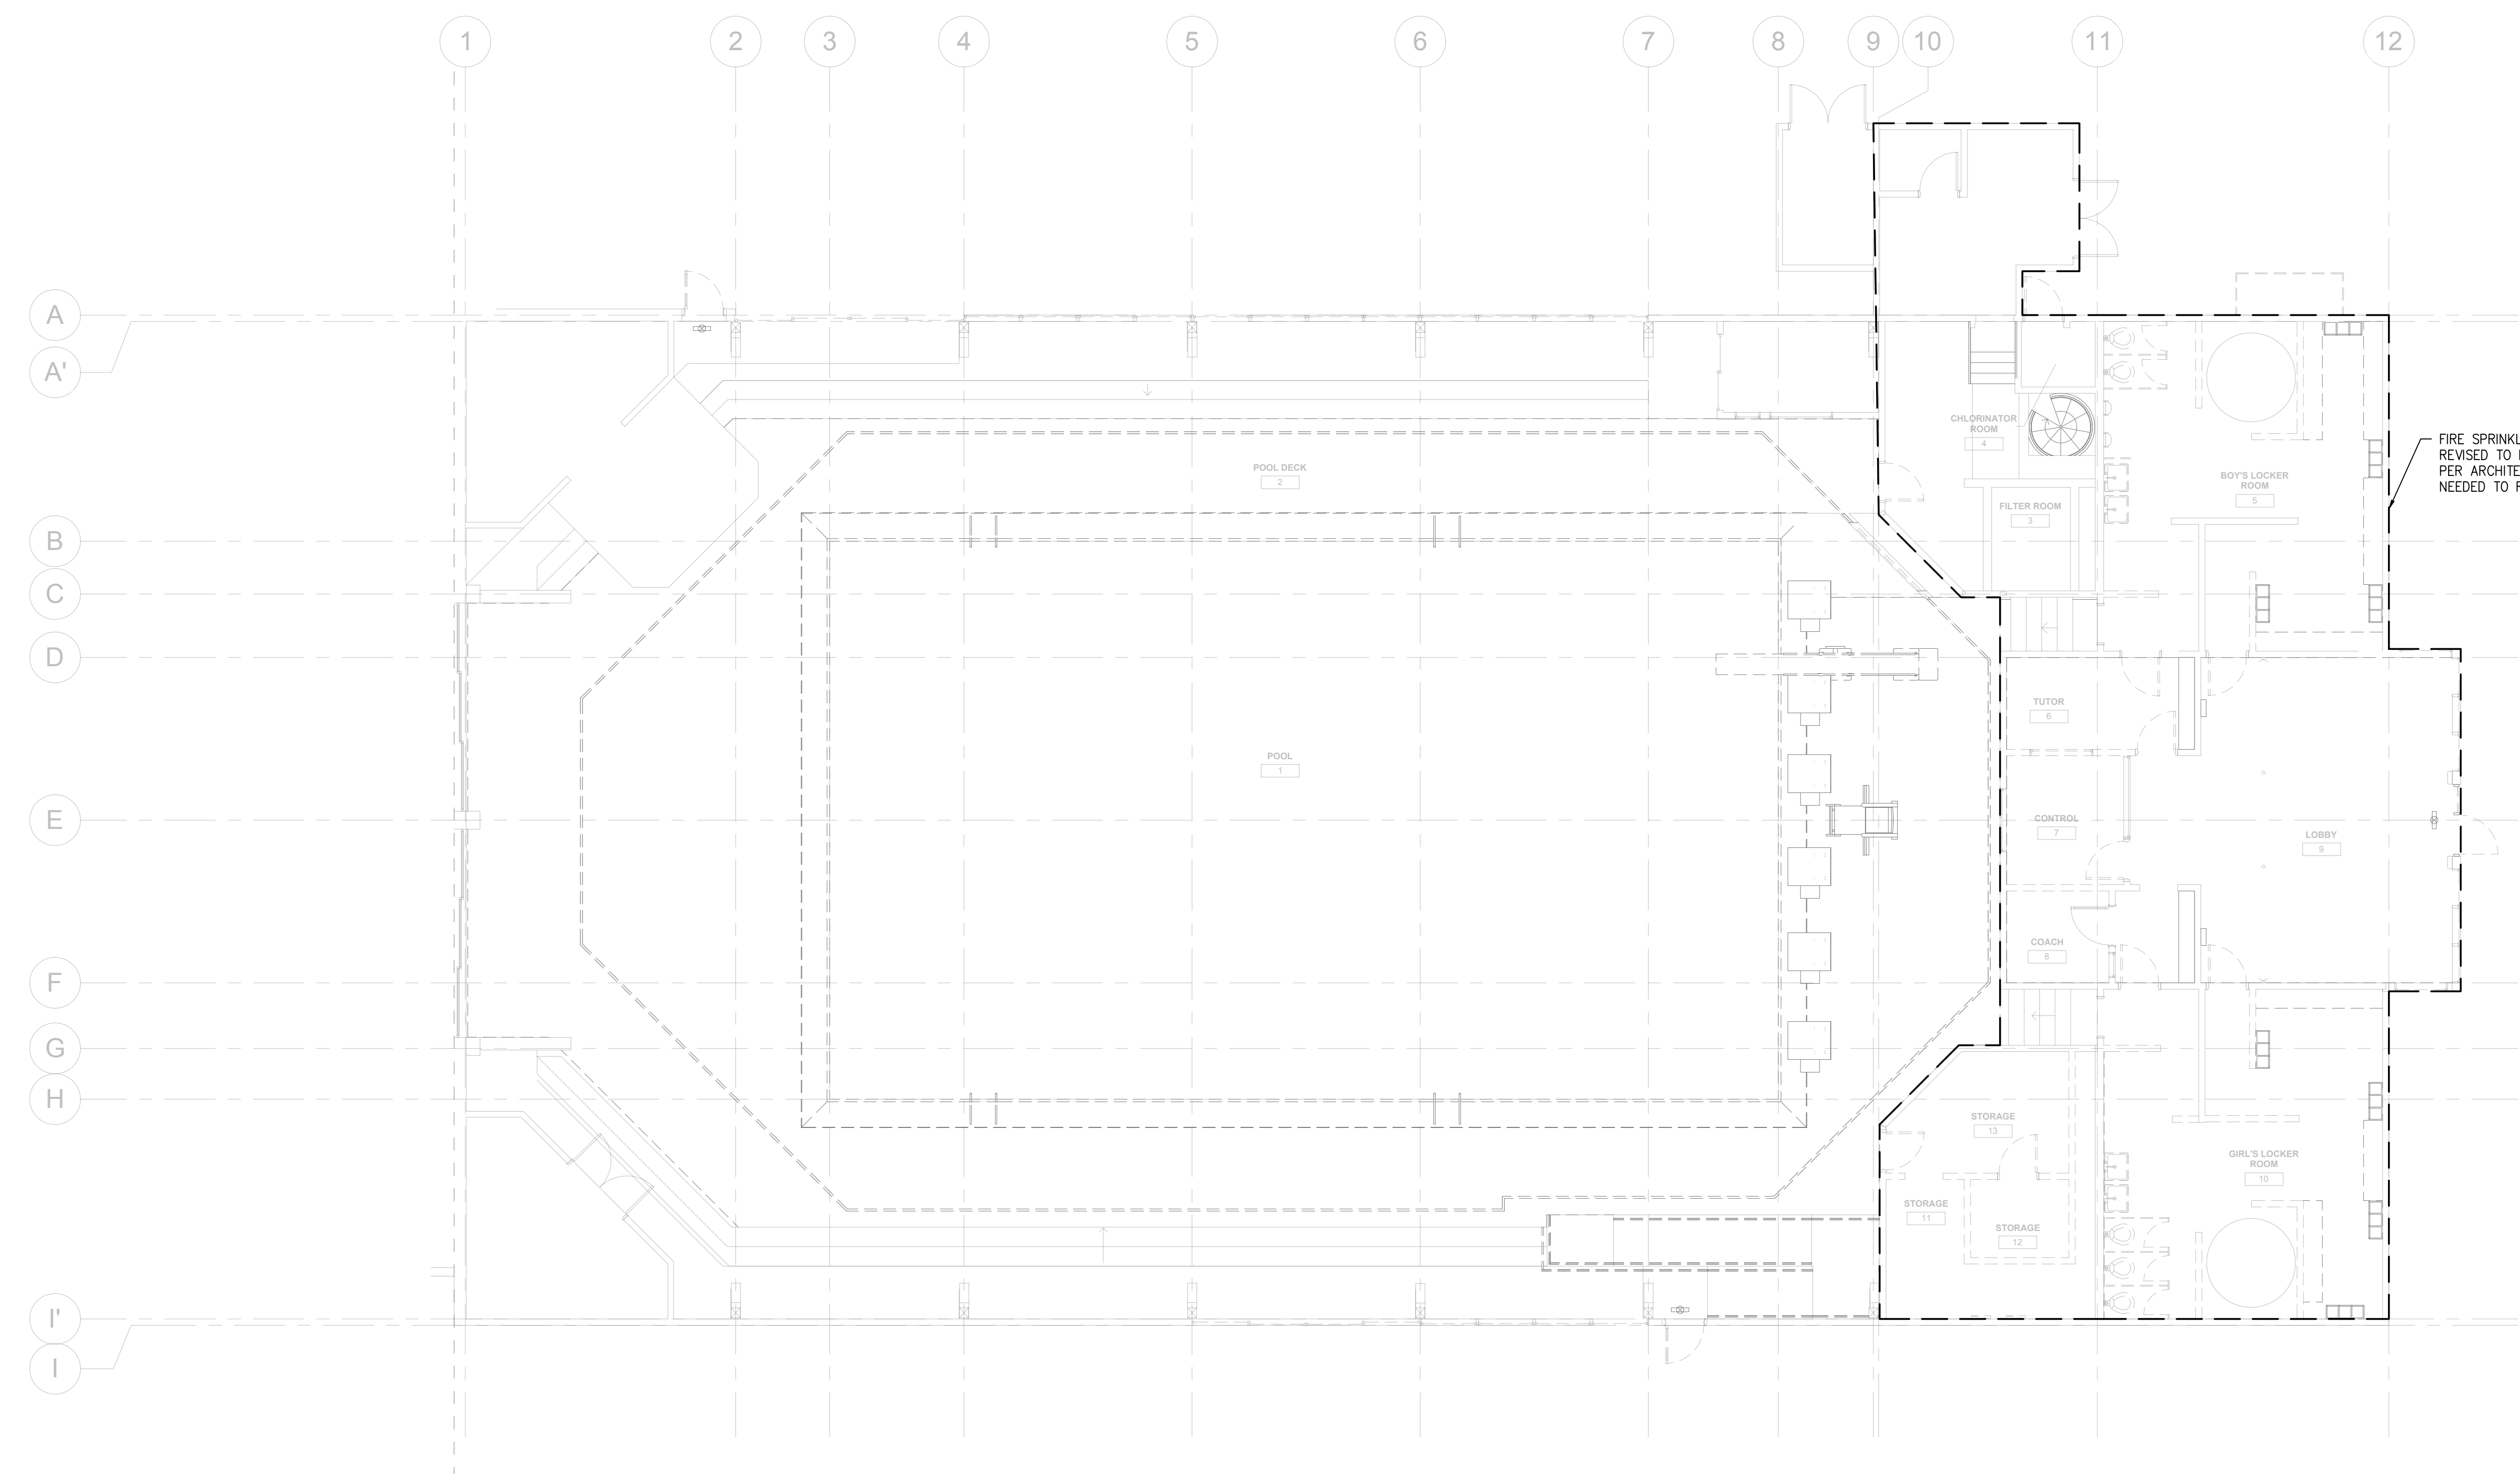 1
2
3
4
5
6
7
8
9
10
11
12
A
A'
B
C
D
E
F
G
H
I'
I
POOL DECK
2
CHLORINATOR
ROOM
4
FILTER ROOM
3
BOY'S LOCKER
ROOM
5
FIRE SPRINKL
REVISED TO
PER ARCHITE
NEEDED TO
TUTOR
6
POOL
1
CONTROL
7
LOBBY
9
COACH
8
STORAGE
13
STORAGE
11
STORAGE
12
GIRL'S LOCKER
ROOM
10